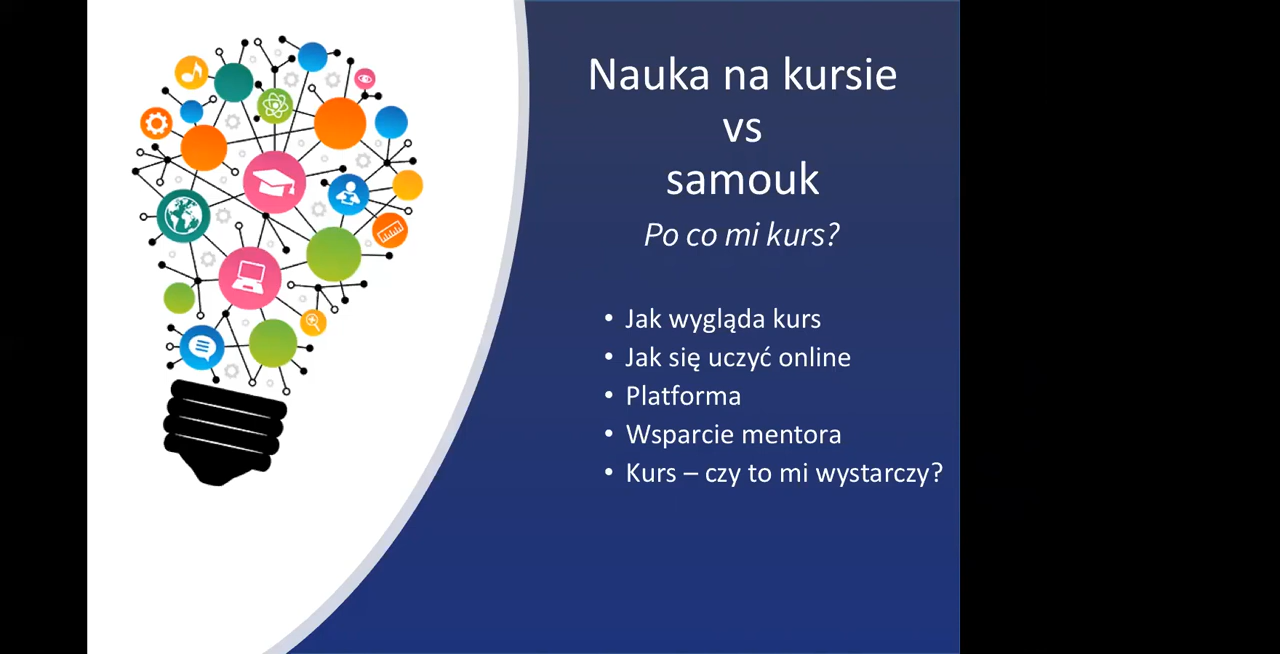 Nauka na kursie
vs
samouk
Po co mi kurs?
• Jak wygląda kurs
• Jak się uczyć online
• Platforma
• Wsparcie mentora
• Kurs – czy to mi wystarczy?